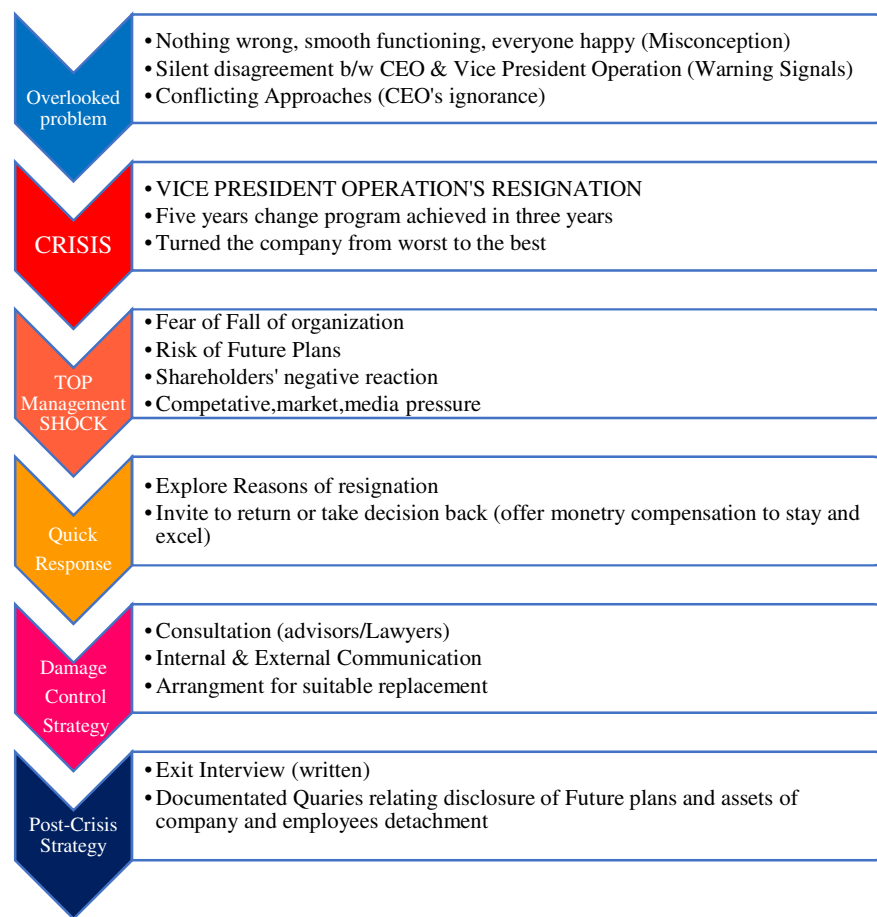 Overlooked
problem
• Nothing wrong, smooth functioning, everyone happy (Misconception)
• Silent disagreement b/w CEO & Vice President Operation (Warning Signals)
• Conflicting Approaches (CEO's ignorance)
CRISIS
• VICE PRESIDENT OPERATION'S RESIGNATION
• Five years change program achieved in three years
• Turned the company from worst to the best
TOP
Management
SHOCK
• Fear of Fall of organization
• Risk of Future Plans
• Shareholders' negative reaction
• Competative,market,media pressure
Quick
Response
• Explore Reasons of resignation
• Invite to return or take decision back (offer monetry compensation to stay and
excel)
Damage
Control
Strategy
• Consultation (advisors/Lawyers)
• Internal & External Communication
• Arrangment for suitable replacement
Post-Crisis
Strategy
• Exit Interview (written)
• Documentated Quaries relating disclosure of Future plans and assets of
company and employees detachment